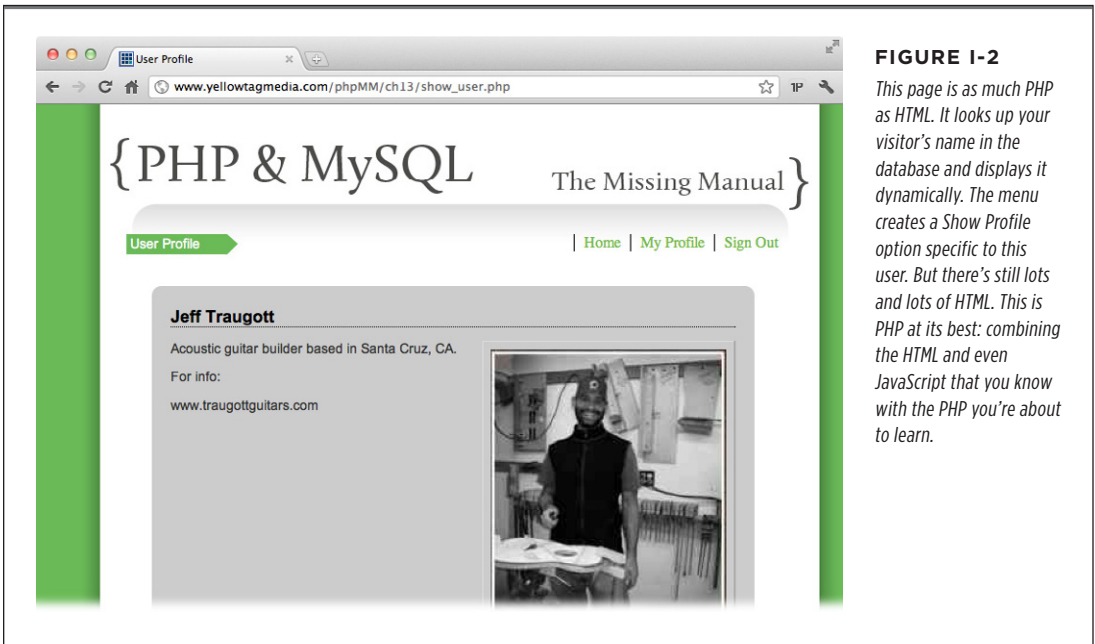 User Profile
www.yellowtagmedia.com/phpMM/ch13/show_user.php
1P
{PHP & MySQL
The Missing Manual}
User Profile
| Home | My Profile | Sign Out
Jeff Traugott
Acoustic guitar builder based in Santa Cruz, CA.
For info:
www.traugottguitars.com
FIGURE I-2
This page is as much PHP
as HTML. It looks up your
visitor's name in the
database and displays it
dynamically. The menu
creates a Show Profile
option specific to this
user. But there's still lots
and lots of HTML. This is
PHP at its best: combining
the HTML and even
JavaScript that you know
with the PHP you're about
to learn.